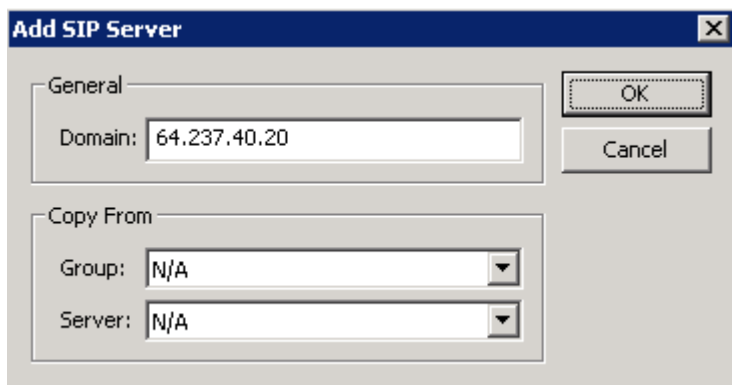 Add SIP Server
General
OK
Domain: 64.237.40.20
Cancel
Copy From
Group: N/A
Server: N/A